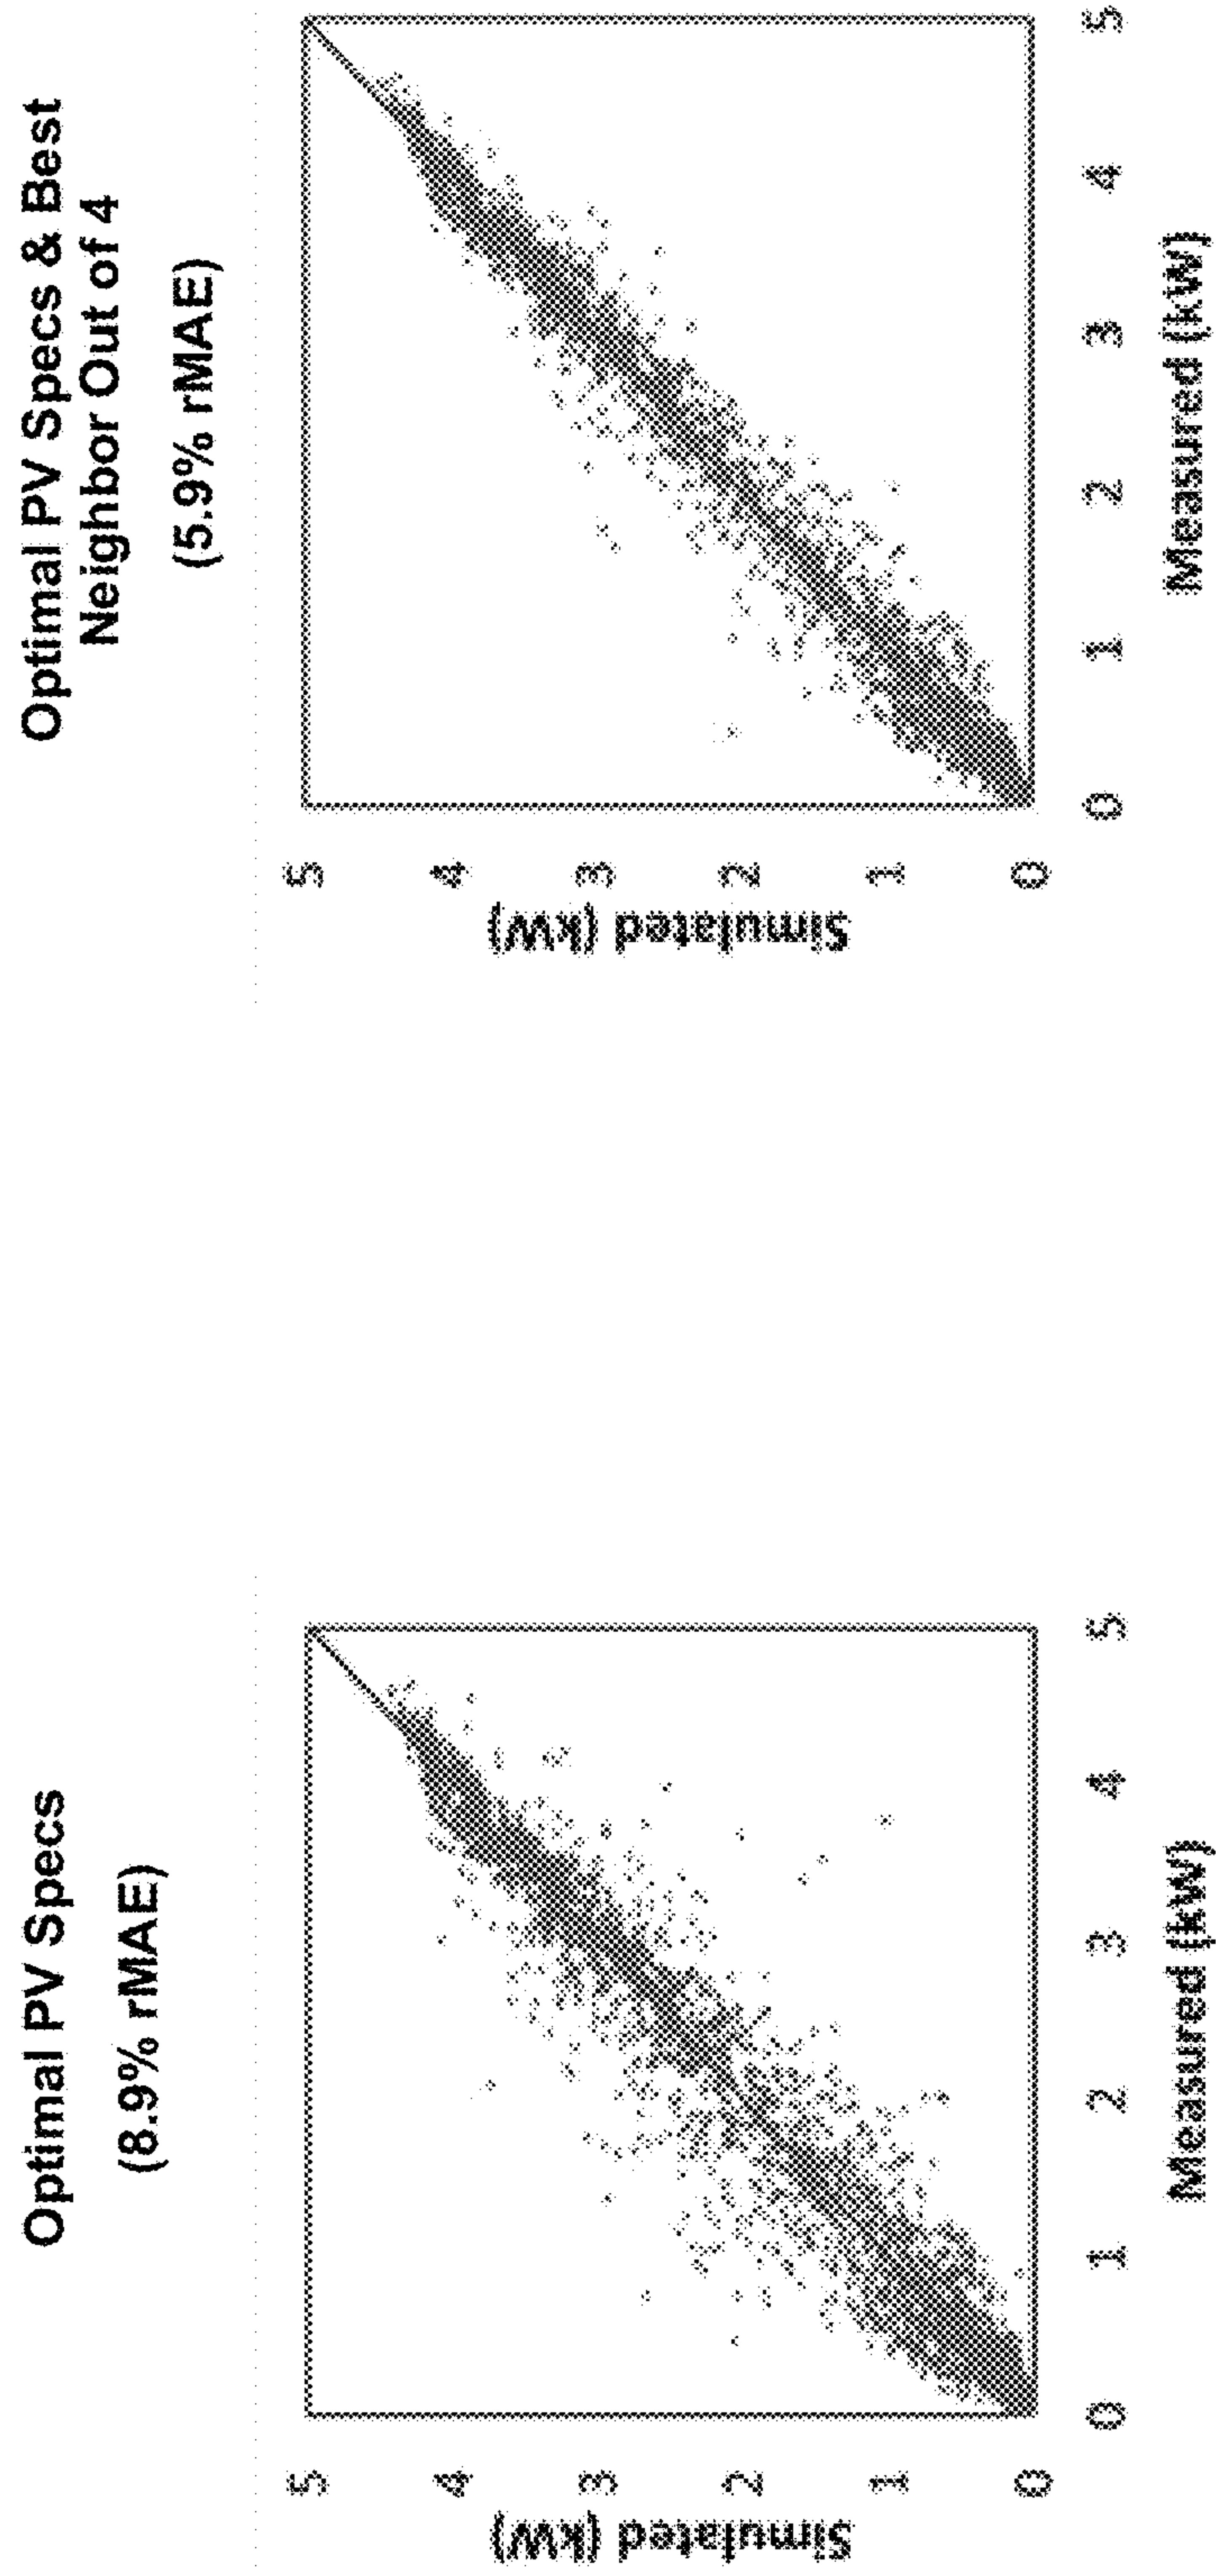 Optimal PV Specs
(8.9% rMAE)
Simulated (kW)
5
4
3
2
1
0
0 1 2 3 4 5
Measured (kW)
Optimal PV Specs & Best
Neighbor Out of 4
(5.9% rMAE)
Simulated (kW)
5
4
3
2
1
0
0 1 2 3 4 5
Measured (kW)